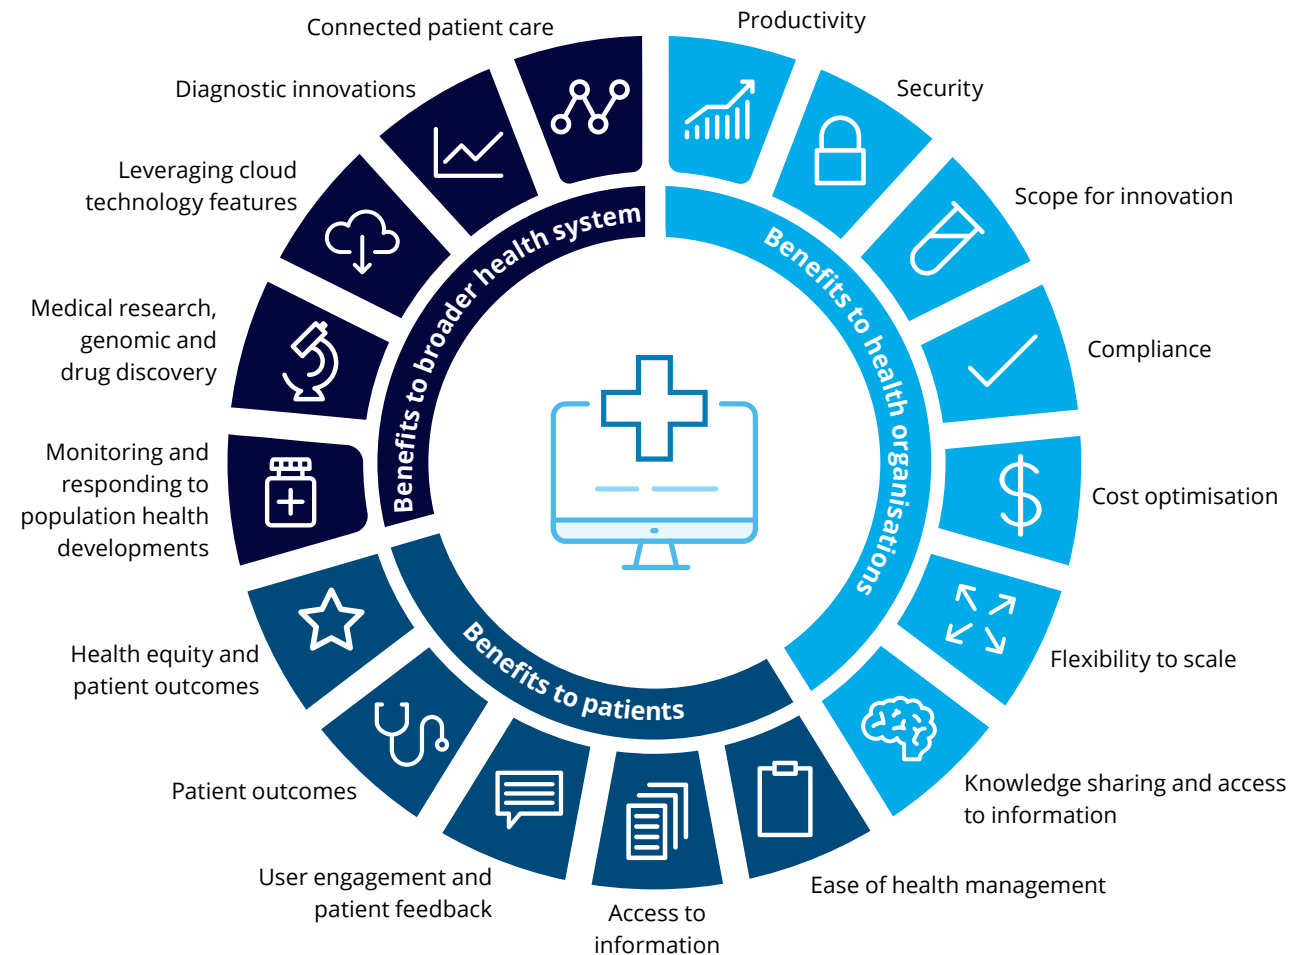 Connected patient care
Productivity
Diagnostic innovations
Security
Leveraging cloud
technology features
Scope for innovation
Medical research,
genomic and
drug discovery
Compliance
Monitoring and
responding to
population health
developments
Cost optimisation
Health equity and
patient outcomes
Flexibility to scale
Patient outcomes
Knowledge sharing and access
to information
User engagement and
patient feedback
Access to
information
Ease of health management
Benefits to broader health system
Benefits to health organisations
Benefits to patients